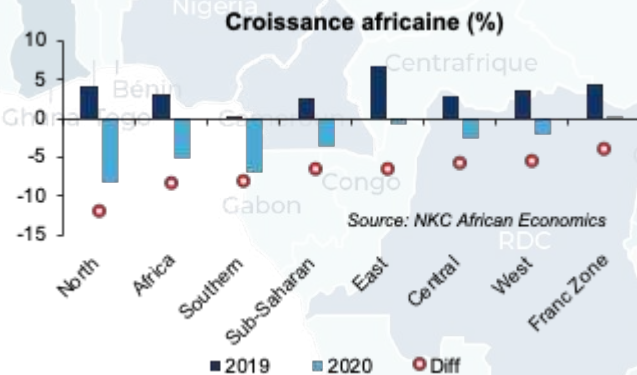 Nigeria
Croissance africaine (%)
10
5
0
-5
-10
-15
Centrafrique
Bénin
Ghana Togo
Cameroun
Congo
Gabon
Source: NKC African Economics
RDC
North
Africa
Southern
Sub-Saharan
East
Central
West
Franc Zone
2019
2020
Diff